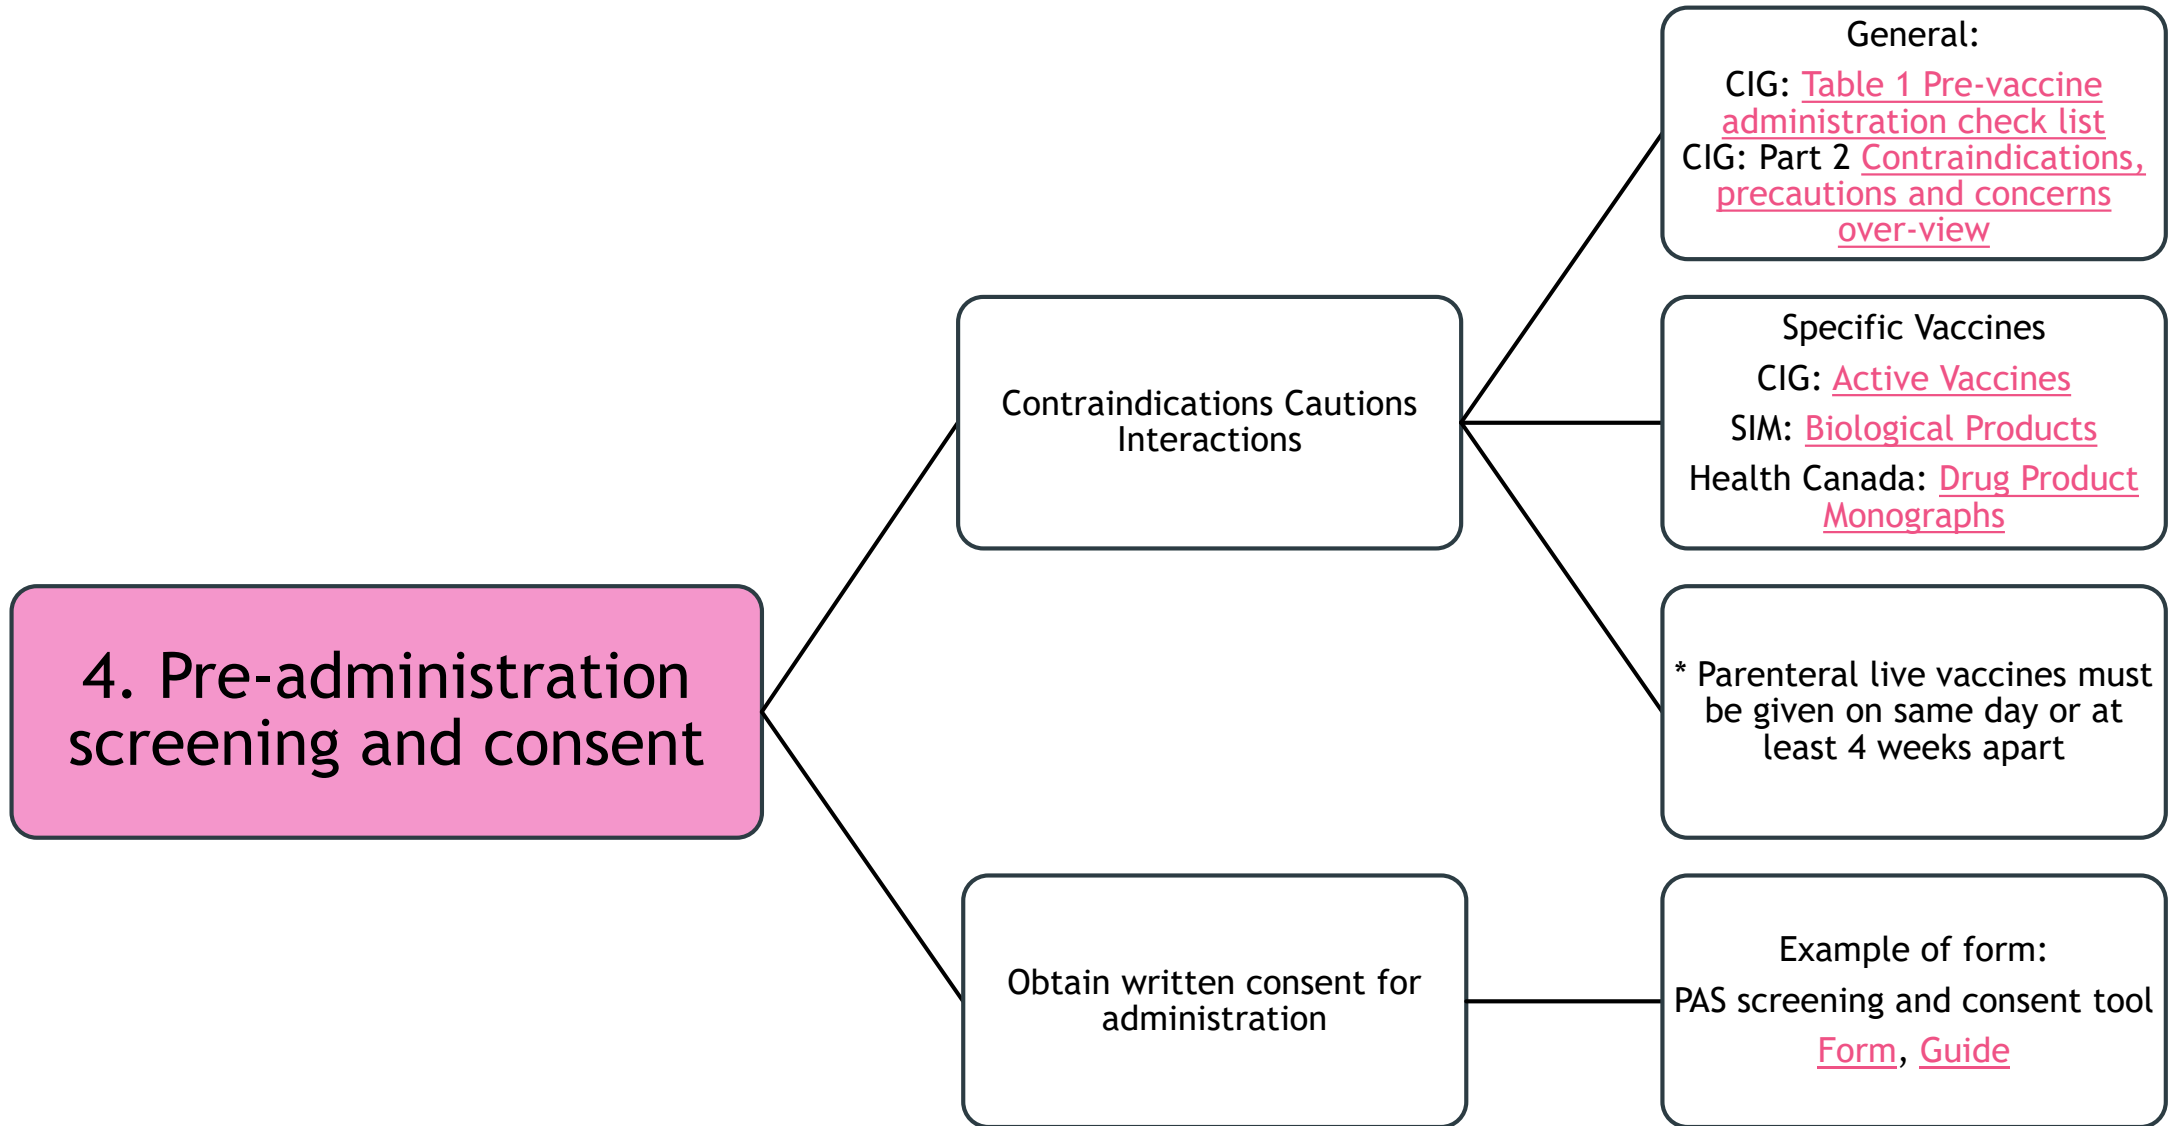 4. Pre-administration
screening and consent
Contraindications Cautions
Interactions
General:
CIG: Table 1 Pre-vaccine
administration check list
CIG: Part 2 Contraindications,
precautions and concerns
over-view
Specific Vaccines
CIG: Active Vaccines
SIM: Biological Products
Health Canada: Drug Product
Monographs
* Parenteral live vaccines must
be given on same day or at
least 4 weeks apart
Obtain written consent for
administration
Example of form:
PAS screening and consent tool
Form, Guide